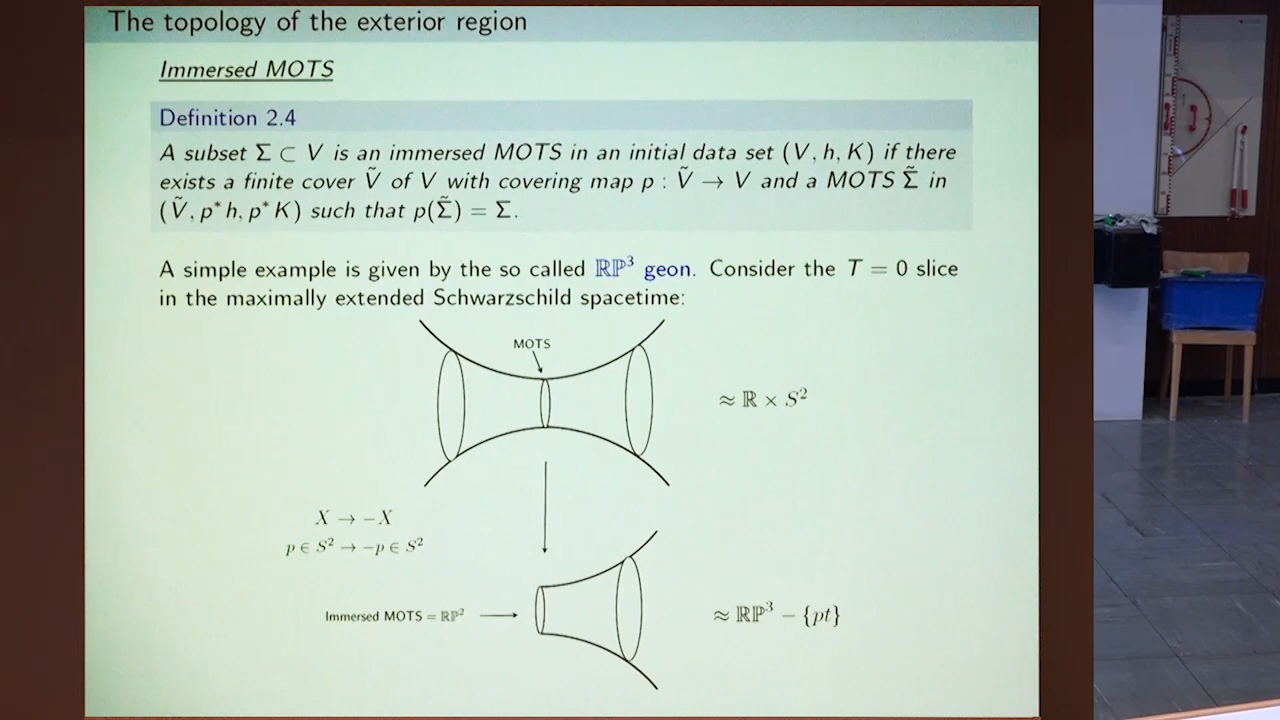 The topology of the exterior region
Immersed MOTS
Definition 2.4
A subset Σ ⊂ V is an immersed MOTS in an initial data set (V, h, K) if there
exists a finite cover Ṽ of V with covering map p : Ṽ → V and a MOTS Σ̃ in
(Ṽ, p*h, p*K) such that p(Σ̃) = Σ.
A simple example is given by the so called ℝℙ³ geon. Consider the T = 0 slice
in the maximally extended Schwarzschild spacetime:
MOTS
≈ ℝ × S²
X → −X
p ∈ S² → −p ∈ S²
Immersed MOTS = ℝℙ²
≈ ℝℙ³ − {pt}